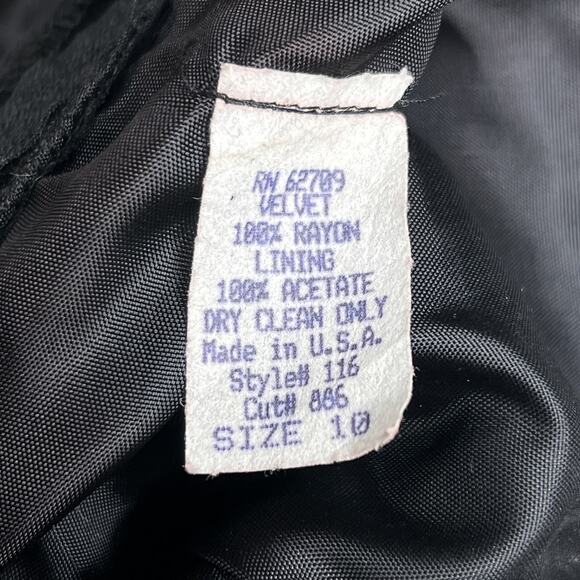 RN 62709
VELVET
100% RAYON
LINING
100% ACETATE
DRY CLEAN ONLY
Made in U.S.A.
Style# 116
Cut# 886
SIZE 10